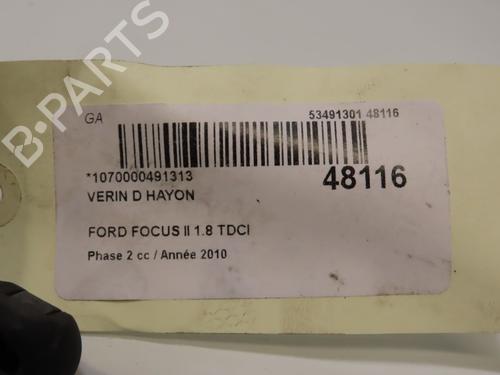 B-PARTS
GA
53491301 48116
*1070000491313
48116
VERIN D HAYON
FORD FOCUS II 1.8 TDCI
Phase 2 cc / Année 2010